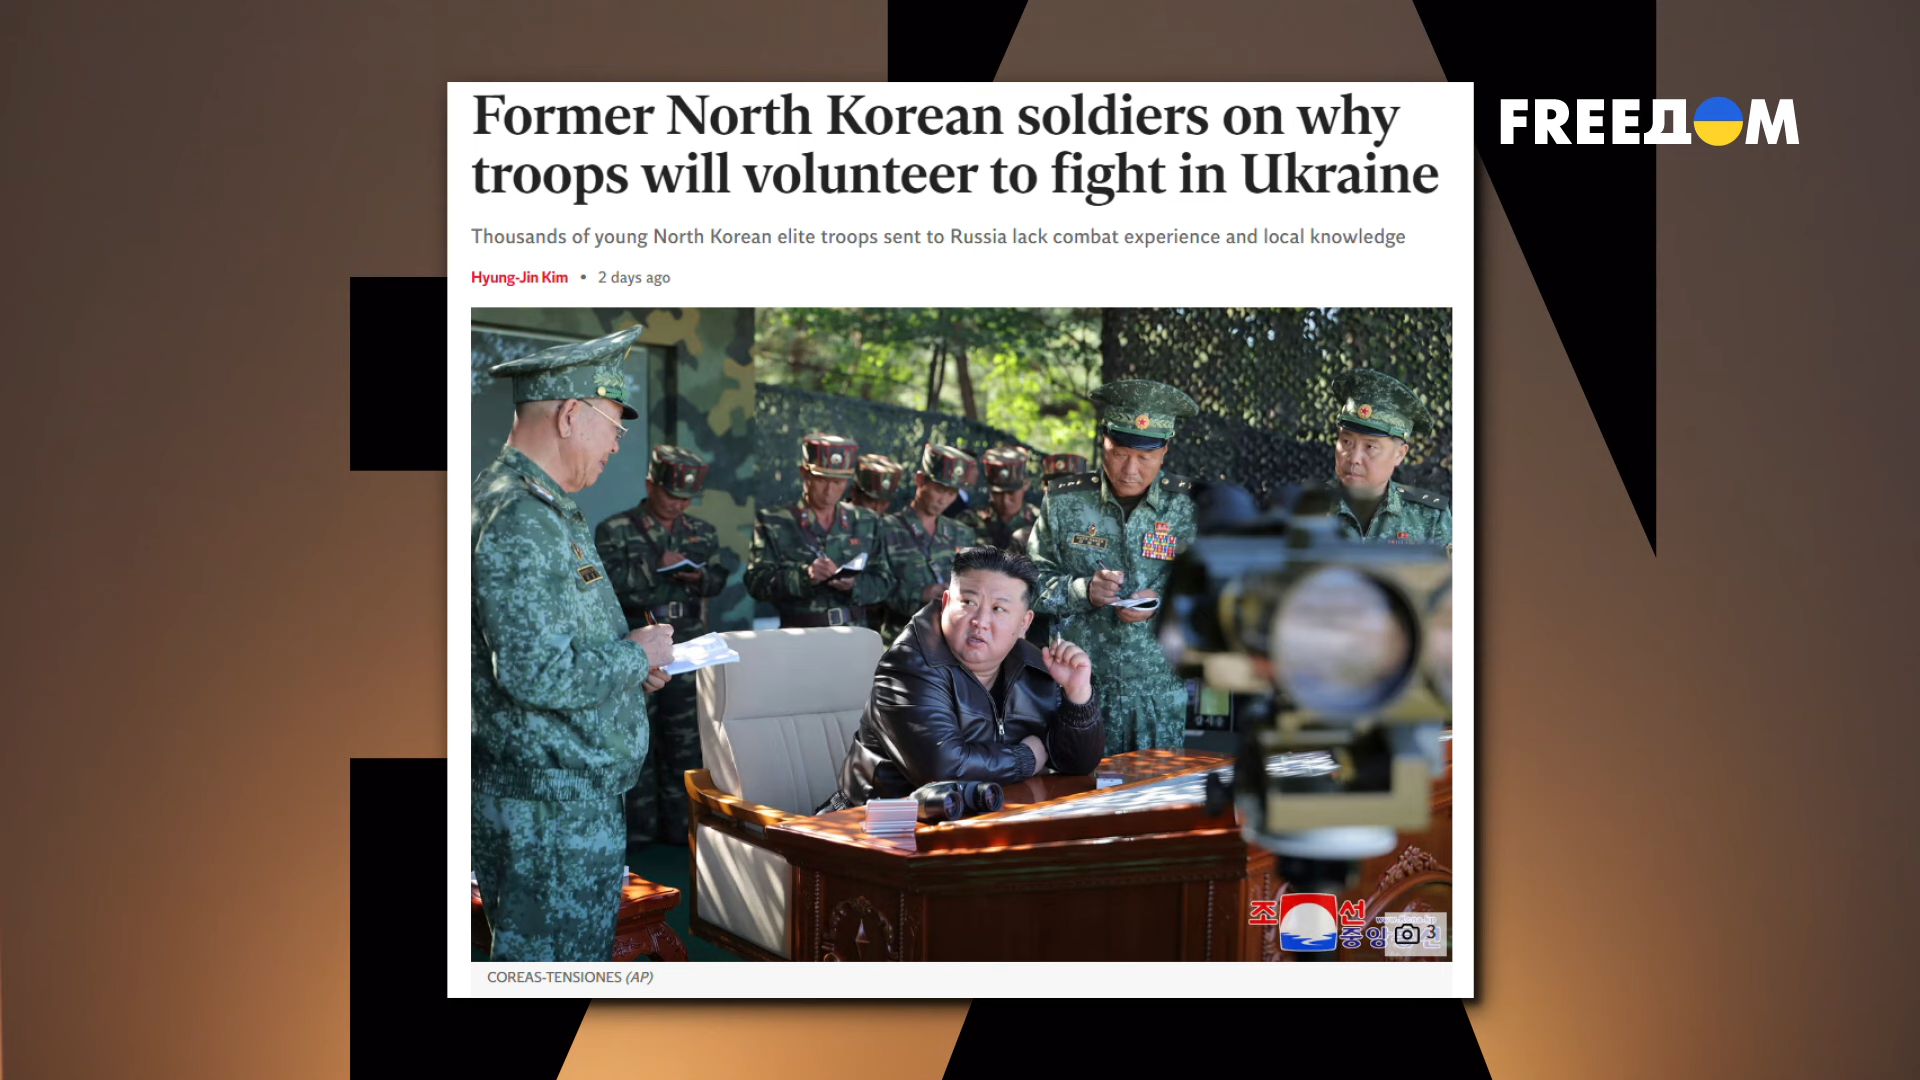 Former North Korean soldiers on why
troops will volunteer to fight in Ukraine
FREEДOM
Thousands of young North Korean elite troops sent to Russia lack combat experience and local knowledge
Hyung-Jin Kim • 2 days ago
조선
중앙통신
3
COREAS-TENSIONES (AP)